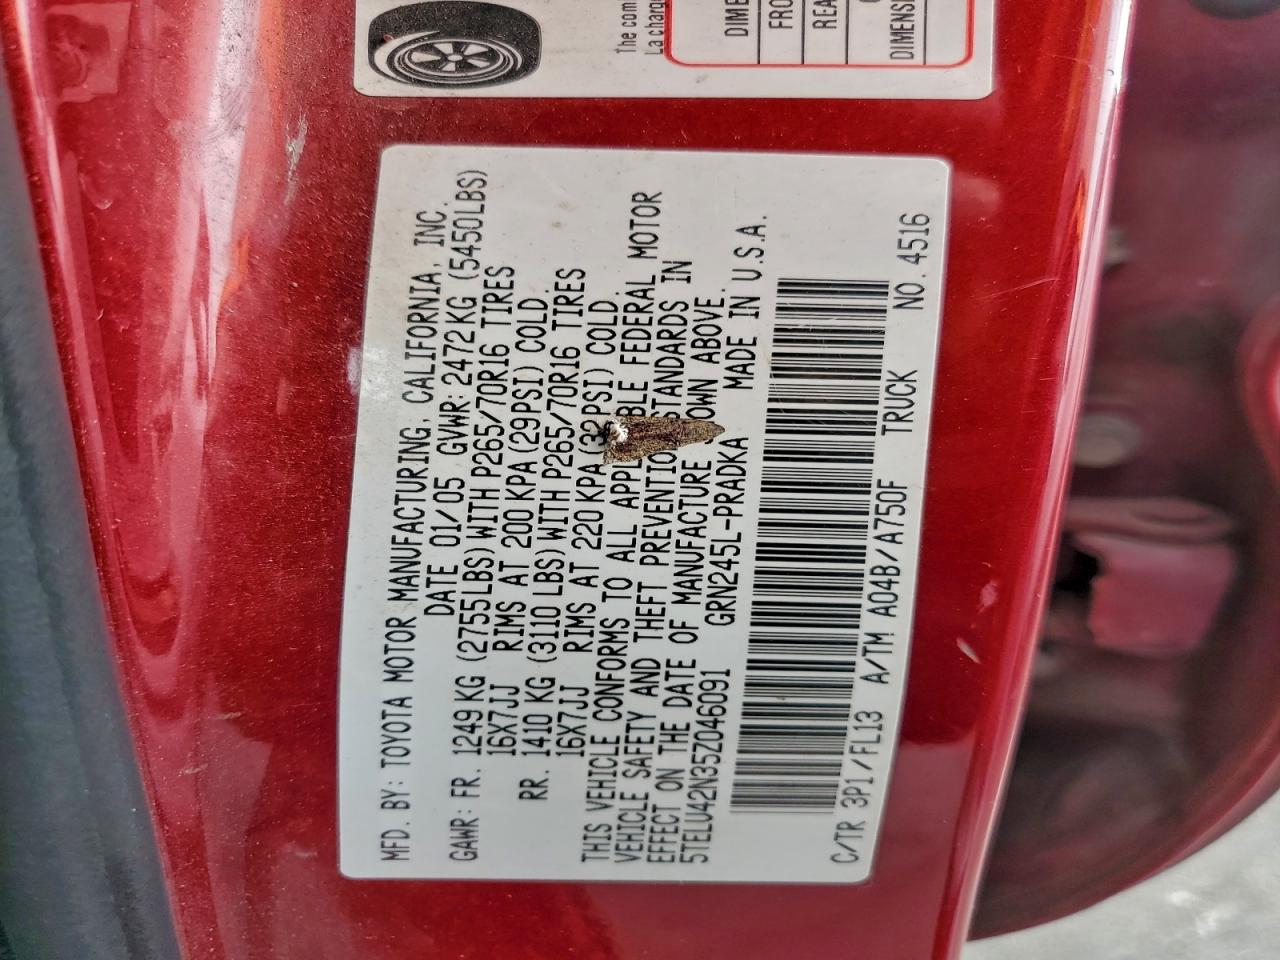 The com
La charge
DIME
FRO
REA
DIMENS
MFD. BY: TOYOTA MOTOR MANUFACTURING, CALIFORNIA, INC.
DATE 01/05 GVWR: 2472 KG (5450LBS)
GAWR: FR. 1249 KG (2755LBS) WITH P265/70R16 TIRES
16X7JJ RIMS AT 200 KPA (29PSI) COLD.
RR. 1410 KG (3110 LBS) WITH P265/70R16 TIRES
16X7JJ RIMS AT 220 KPA (32PSI) COLD.
THIS VEHICLE CONFORMS TO ALL APPL BLE FEDERAL MOTOR
VEHICLE SAFETY AND THEFT PREVENTIO STANDARDS IN
EFFECT ON THE DATE OF MANUFACTURE OWN ABOVE.
5TELU42N35Z046091 GRN245L-PRADKA MADE IN U.S.A.
C/TR 3P1/FL13 A/TM A04B/A750F TRUCK NO. 4516